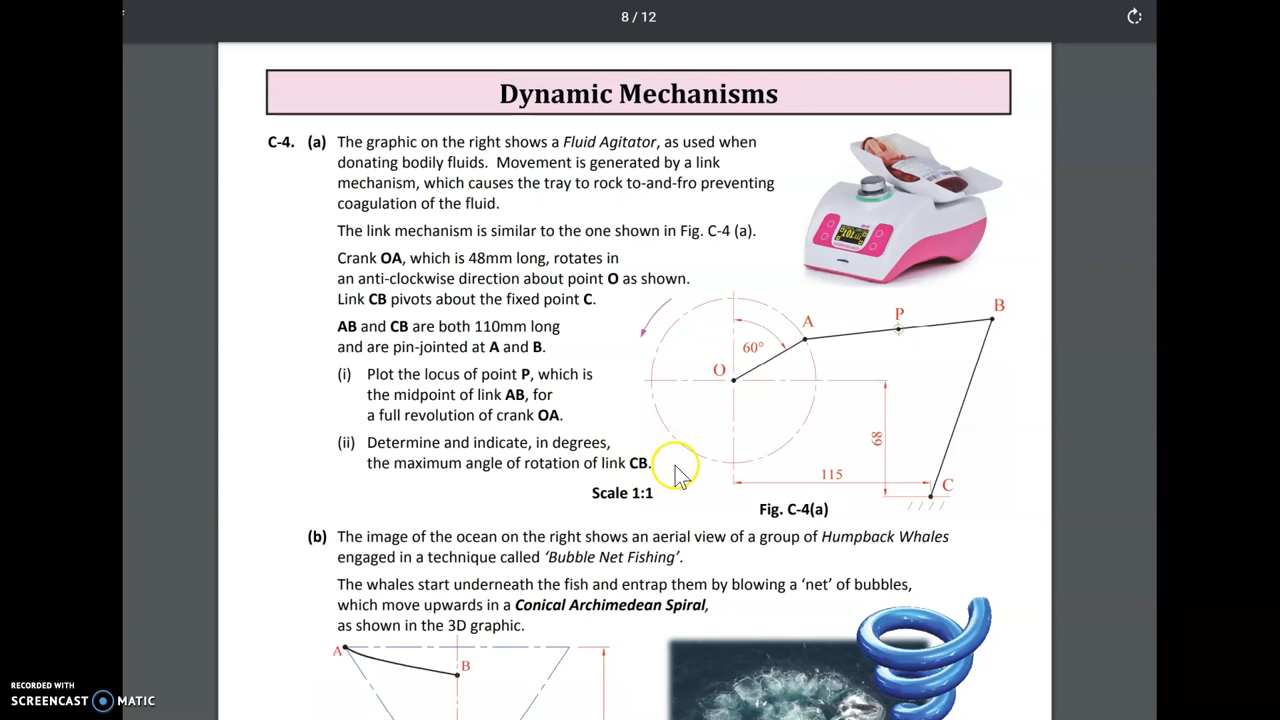 8 / 12
Dynamic Mechanisms
C-4. (a) The graphic on the right shows a Fluid Agitator, as used when
donating bodily fluids. Movement is generated by a link
mechanism, which causes the tray to rock to-and-fro preventing
coagulation of the fluid.
The link mechanism is similar to the one shown in Fig. C-4 (a).
Crank OA, which is 48mm long, rotates in
an anti-clockwise direction about point O as shown.
Link CB pivots about the fixed point C.
AB and CB are both 110mm long
and are pin-jointed at A and B.
(i) Plot the locus of point P, which is
the midpoint of link AB, for
a full revolution of crank OA.
(ii) Determine and indicate, in degrees,
the maximum angle of rotation of link CB.
Scale 1:1
A
P
B
60°
O
68
115
C
Fig. C-4(a)
(b) The image of the ocean on the right shows an aerial view of a group of Humpback Whales
engaged in a technique called ‘Bubble Net Fishing’.
The whales start underneath the fish and entrap them by blowing a ‘net’ of bubbles,
which move upwards in a Conical Archimedean Spiral,
as shown in the 3D graphic.
A
B
RECORDED WITH
SCREENCAST MATIC